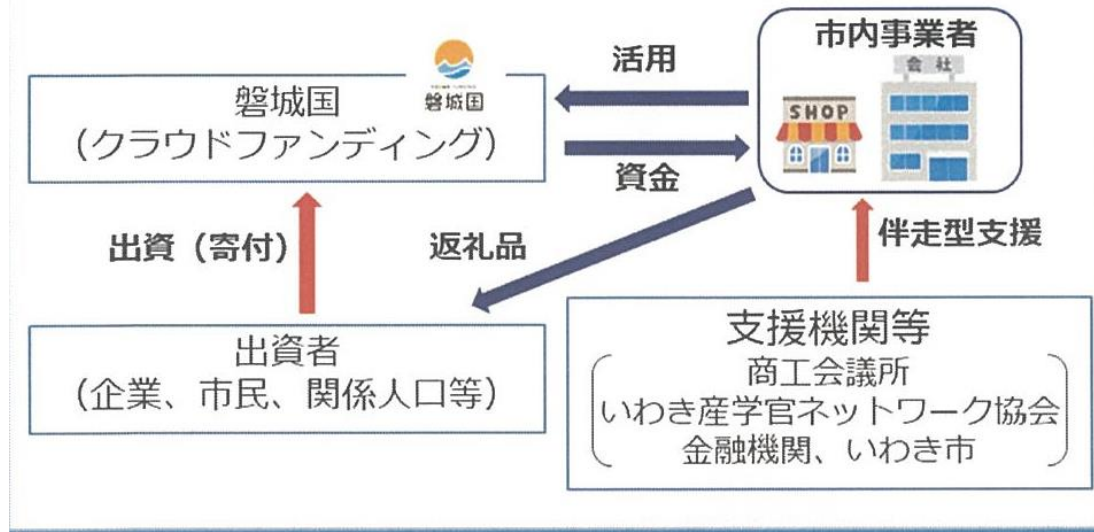 市内事業者
会社
SHOP
活用
磐城国
磐城国
（クラウドファンディング）
資金
出資（寄付）
返礼品
伴走型支援
出資者
（企業、市民、関係人口等）
支援機関等
商工会議所
いわき産学官ネットワーク協会
金融機関、いわき市